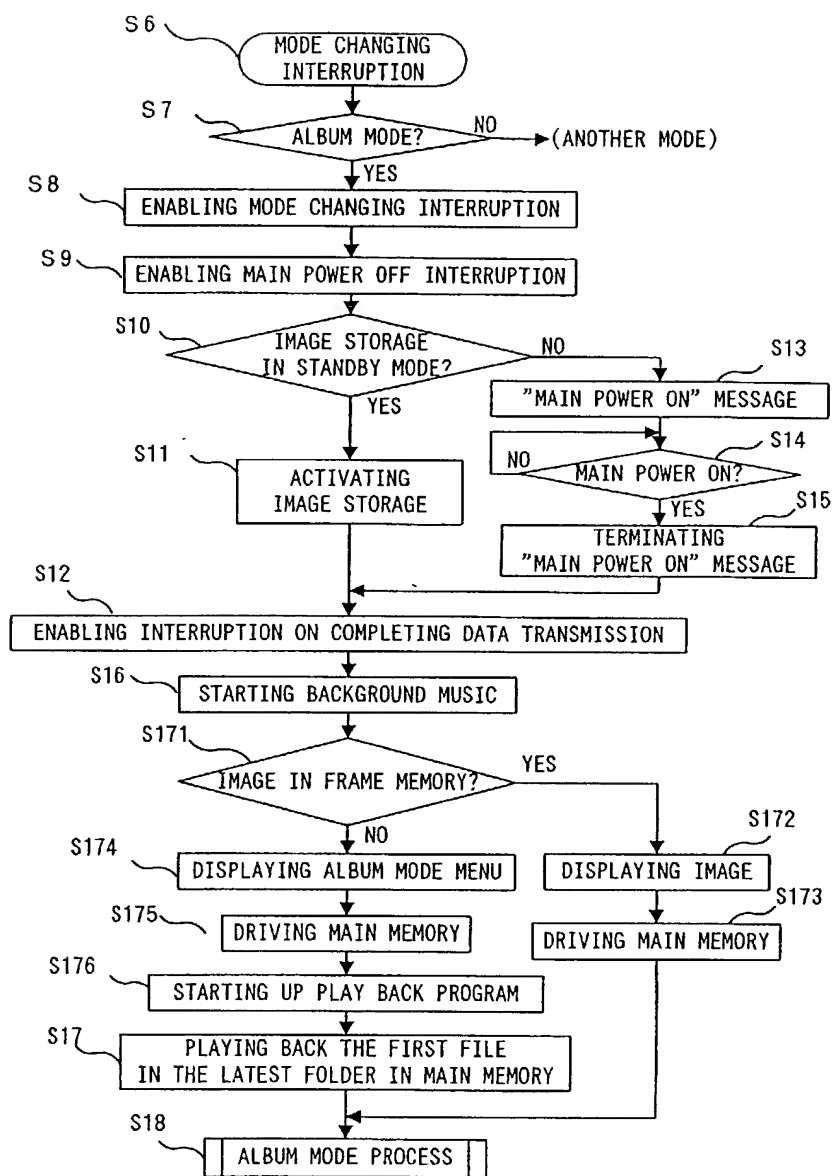 S6
MODE CHANGING
INTERRUPTION
S7
ALBUM MODE?
NO
(ANOTHER MODE)
YES
S8
ENABLING MODE CHANGING INTERRUPTION
S9
ENABLING MAIN POWER OFF INTERRUPTION
S10
IMAGE STORAGE
IN STANDBY MODE?
NO
YES
S13
"MAIN POWER ON" MESSAGE
S14
NO
MAIN POWER ON?
YES
S15
TERMINATING
"MAIN POWER ON" MESSAGE
S11
ACTIVATING
IMAGE STORAGE
S12
ENABLING INTERRUPTION ON COMPLETING DATA TRANSMISSION
S16
STARTING BACKGROUND MUSIC
S171
IMAGE IN FRAME MEMORY?
YES
NO
S172
DISPLAYING IMAGE
S173
DRIVING MAIN MEMORY
S174
DISPLAYING ALBUM MODE MENU
S175
DRIVING MAIN MEMORY
S176
STARTING UP PLAY BACK PROGRAM
S17
PLAYING BACK THE FIRST FILE
IN THE LATEST FOLDER IN MAIN MEMORY
S18
ALBUM MODE PROCESS